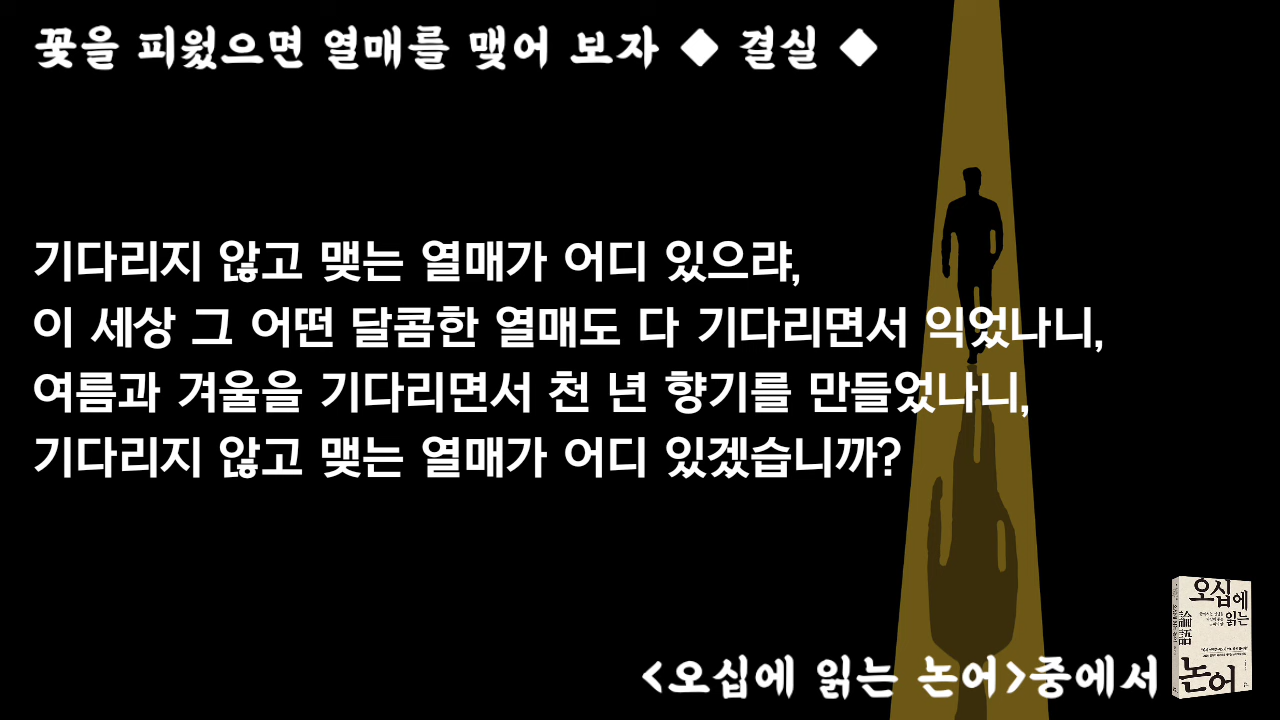 꽃을 피웠으면 열매를 맺어 보자 ◆ 결실 ◆
기다리지 않고 맺는 열매가 어디 있으랴,
이 세상 그 어떤 달콤한 열매도 다 기다리면서 익었나니,
여름과 겨울을 기다리면서 천 년 향기를 만들었나니,
기다리지 않고 맺는 열매가 어디 있겠습니까?
<오십에 읽는 논어>중에서
오십에
읽는
論語
논어